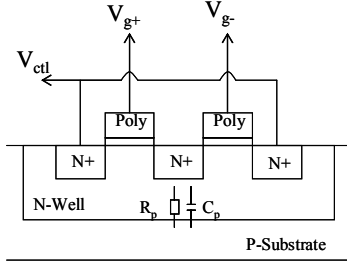 Vg+ Vg-
Vctl
Poly Poly
N+ N+ N+
N-Well Rp Cp
P-Substrate